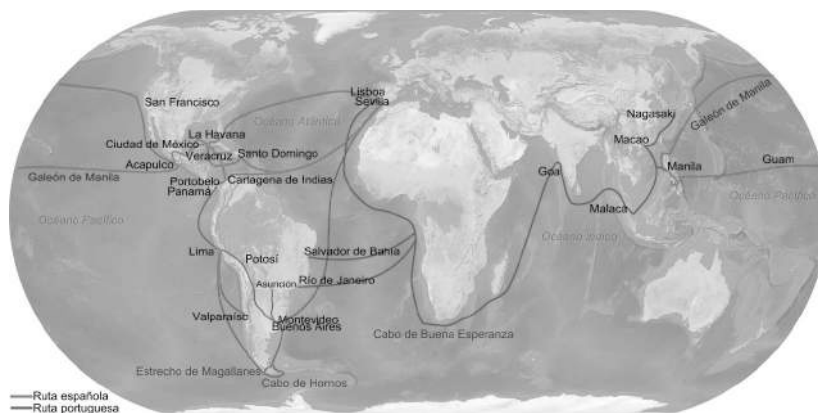 Galeón de Manila
Lisboa
Sevilla
San Francisco
Nagasaki
Océano Atlántico
La Havana
Ciudad de México
Macao
Veracruz
Santo Domingo
Acapulco
Manila
Guam
Galeón de Manila
Goa
Portobelo
Cartagena de Indias
Panamá
Océano Pacífico
Malaca
Océano Pacífico
Océano Índico
Lima
Salvador de Bahía
Potosí
Asunción
Río de Janeiro
Valparaíso
Montevideo
Buenos Aires
Cabo de Buena Esperanza
Estrecho de Magallanes
Cabo de Hornos
Ruta española
Ruta portuguesa